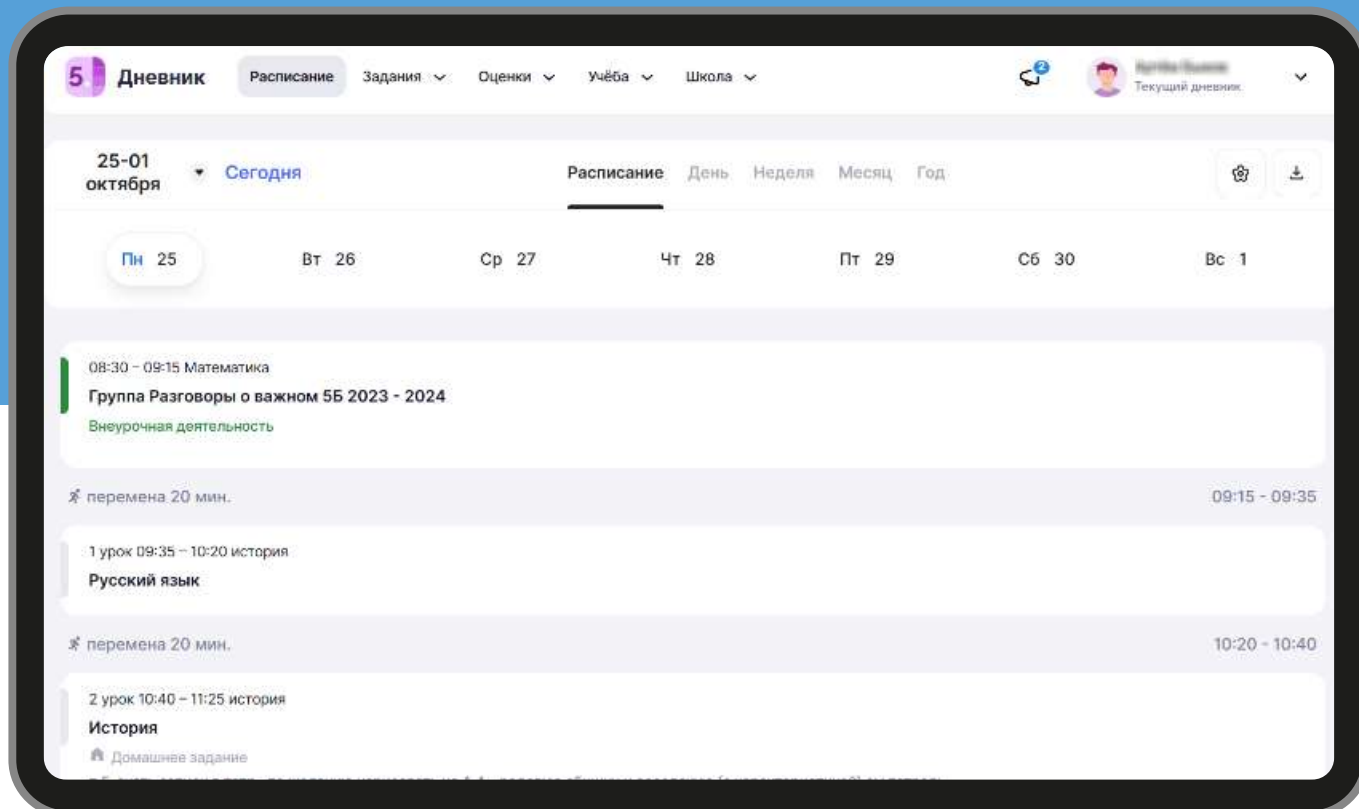 5 Дневник Расписание Задания Оценки Учёба Школа 2
Текущий дневник
25-01
октября
Сегодня
Расписание День Неделя Месяц Год
Пн 25 Вт 26 Ср 27 Чт 28 Пт 29 Сб 30 Вс 1
08:30 – 09:15 Математика
Группа Разговоры о важном 5Б 2023 - 2024
Внеурочная деятельность
перемена 20 мин. 09:15 - 09:35
1 урок 09:35 – 10:20 история
Русский язык
перемена 20 мин. 10:20 - 10:40
2 урок 10:40 – 11:25 история
История
Домашнее задание